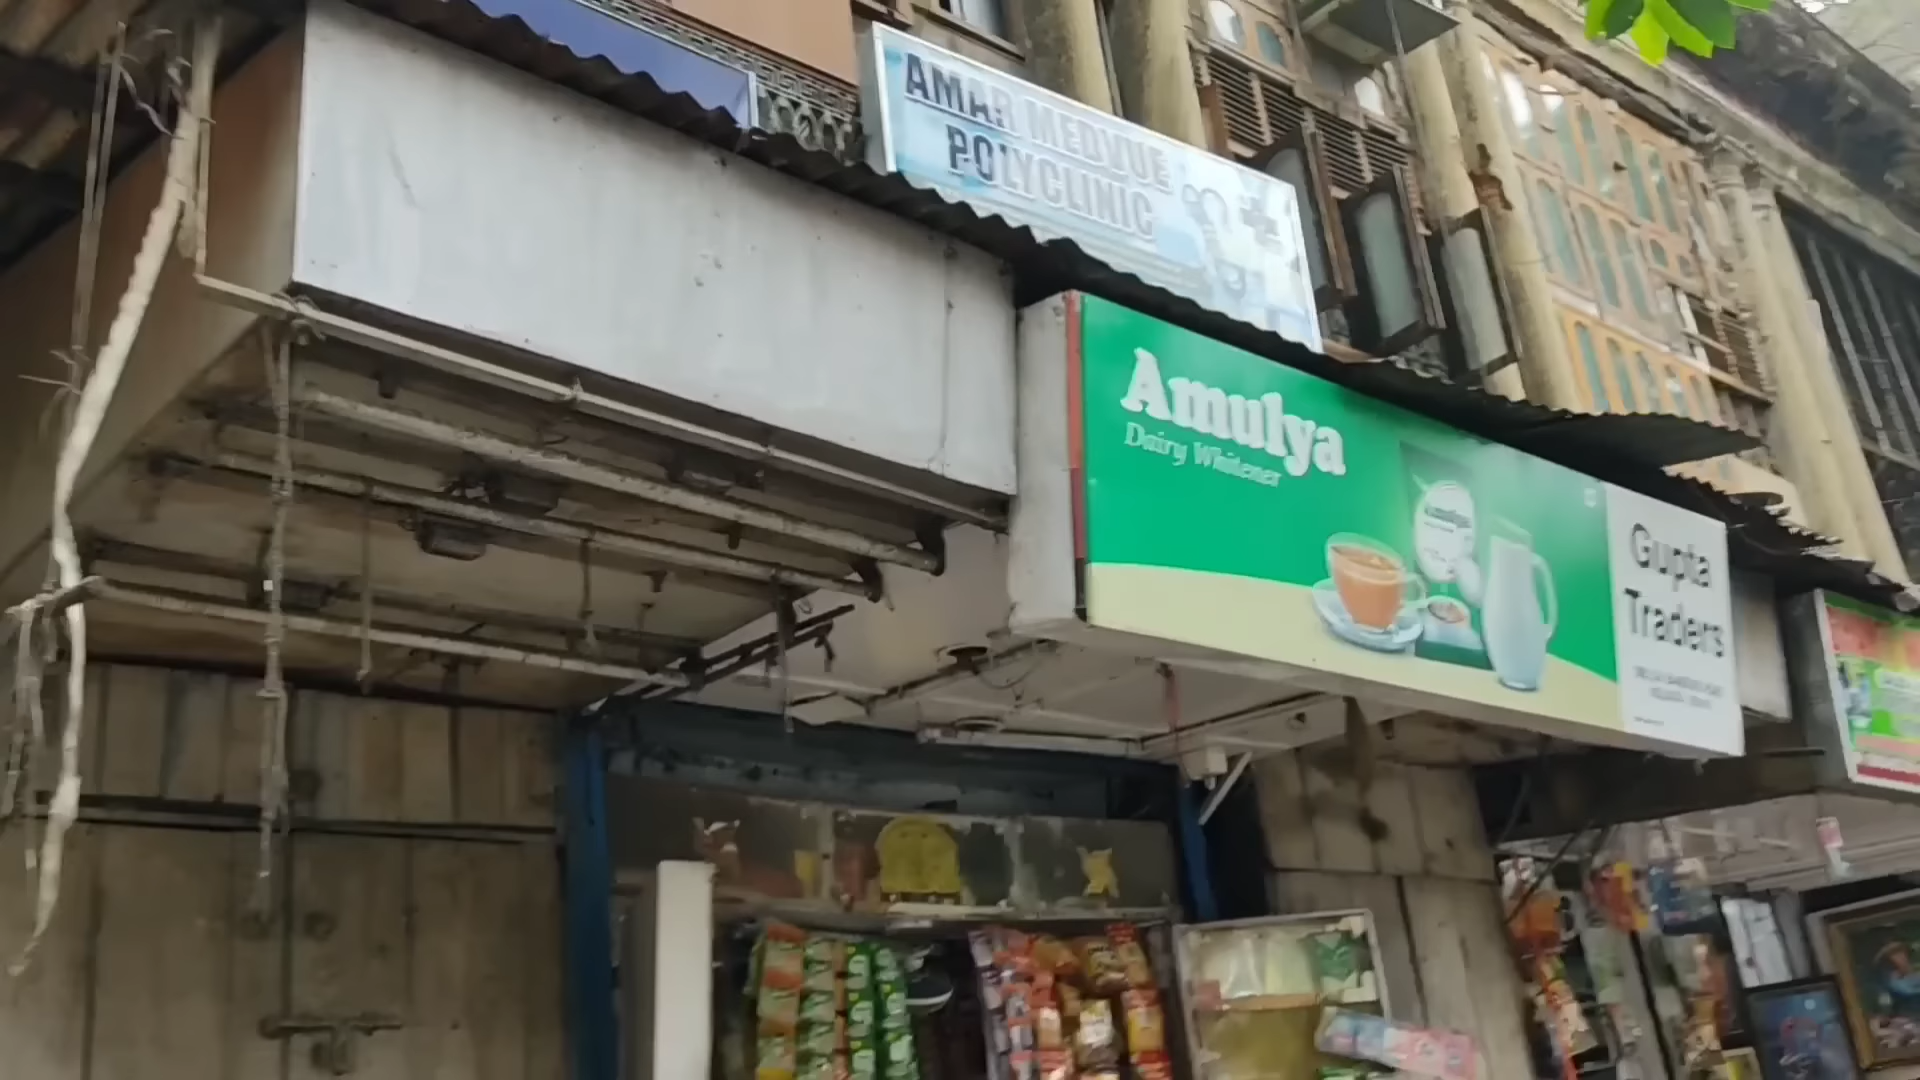 AMAR MEDVUE
POLYCLINIC
Amulya
Dairy Whitener
Gupta
Traders